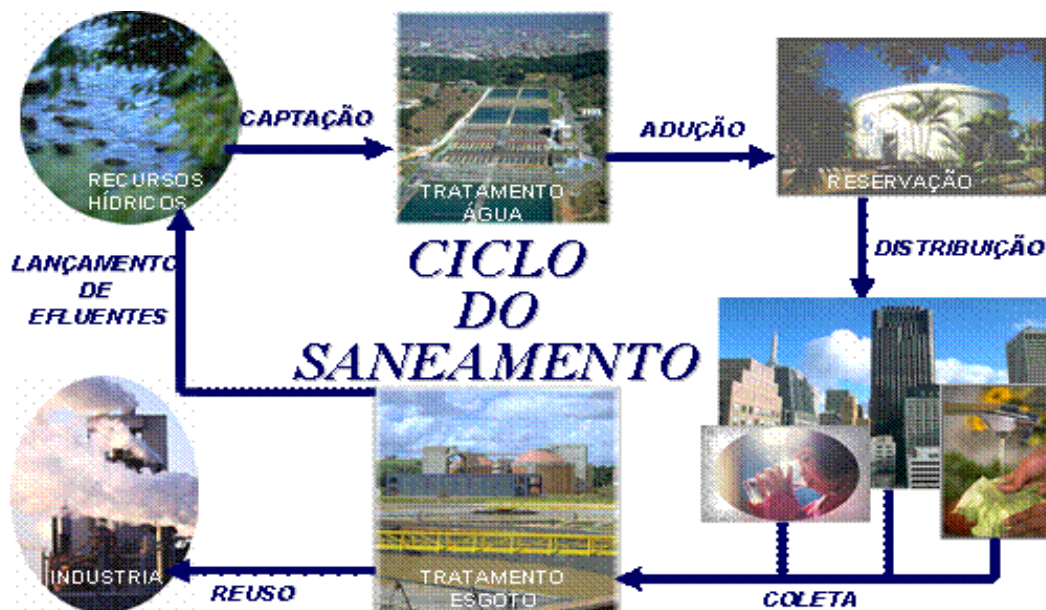 CAPTAÇÃO
ADUÇÃO
RECURSOS
HÍDRICOS
TRATAMENTO
ÁGUA
RESERVAÇÃO
LANÇAMENTO
DE
EFLUENTES
CICLO
DO
SANEAMENTO
DISTRIBUIÇÃO
INDUSTRIA
REUSO
TRATAMENTO
ESGOTO
COLETA